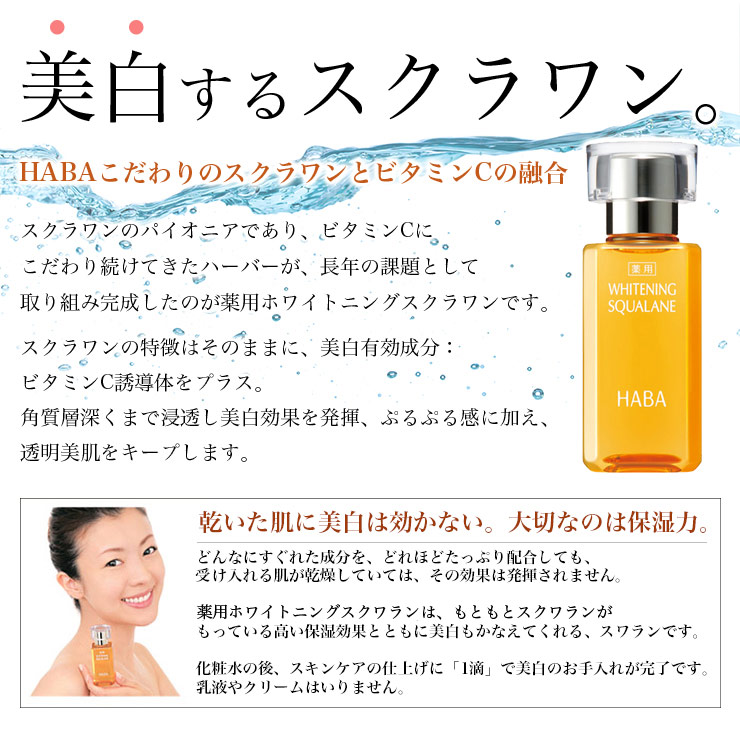 美白するスクラワン。
HABAこだわりのスクラワンとビタミンCの融合
スクラワンのパイオニアであり、ビタミンCに
こだわり続けてきたハーバーが、長年の課題として
取り組み完成したのが薬用ホワイトニングスクラワンです。
スクラワンの特徴はそのままに、美白有効成分：
ビタミンC誘導体をプラス。
角質層深くまで浸透し美白効果を発揮、ぷるぷる感に加え、
透明美肌をキープします。
薬用
WHITENING
SQUALANE
HABA
乾いた肌に美白は効かない。大切なのは保湿力。
どんなにすぐれた成分を、どれほどたっぷり配合しても、
受け入れる肌が乾燥していては、その効果は発揮されません。
薬用ホワイトニングスクワランは、もともとスクワランが
もっている高い保湿効果とともに美白もかなえてくれる、スワランです。
化粧水の後、スキンケアの仕上げに「1滴」で美白のお手入れが完了です。
乳液やクリームはいりません。
WHITENING
SQUALANE
HABA